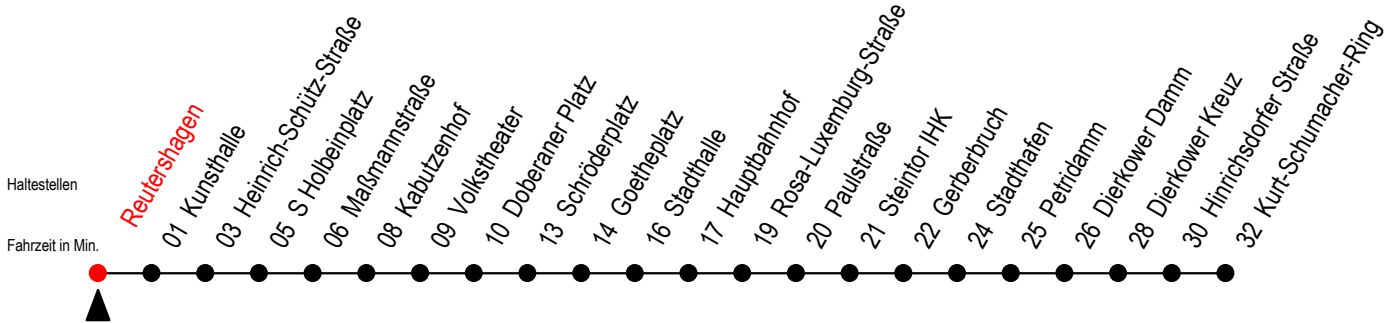 Haltestellen
Reutershagen
01 Kunsthalle
03 Heinrich-Schütz-Straße
05 S Holbeinplatz
06 Maßmannstraße
08 Kabutzenhof
09 Volkstheater
10 Doberaner Platz
13 Schröderplatz
14 Goetheplatz
16 Stadthalle
17 Hauptbahnhof
19 Rosa-Luxemburg-Straße
20 Paulstraße
21 Steintor IHK
22 Gerberbruch
24 Stadthafen
25 Petridamm
26 Dierkower Damm
28 Dierkower Kreuz
30 Hinrichsdorfer Straße
32 Kurt-Schumacher-Ring
Fahrzeit in Min.